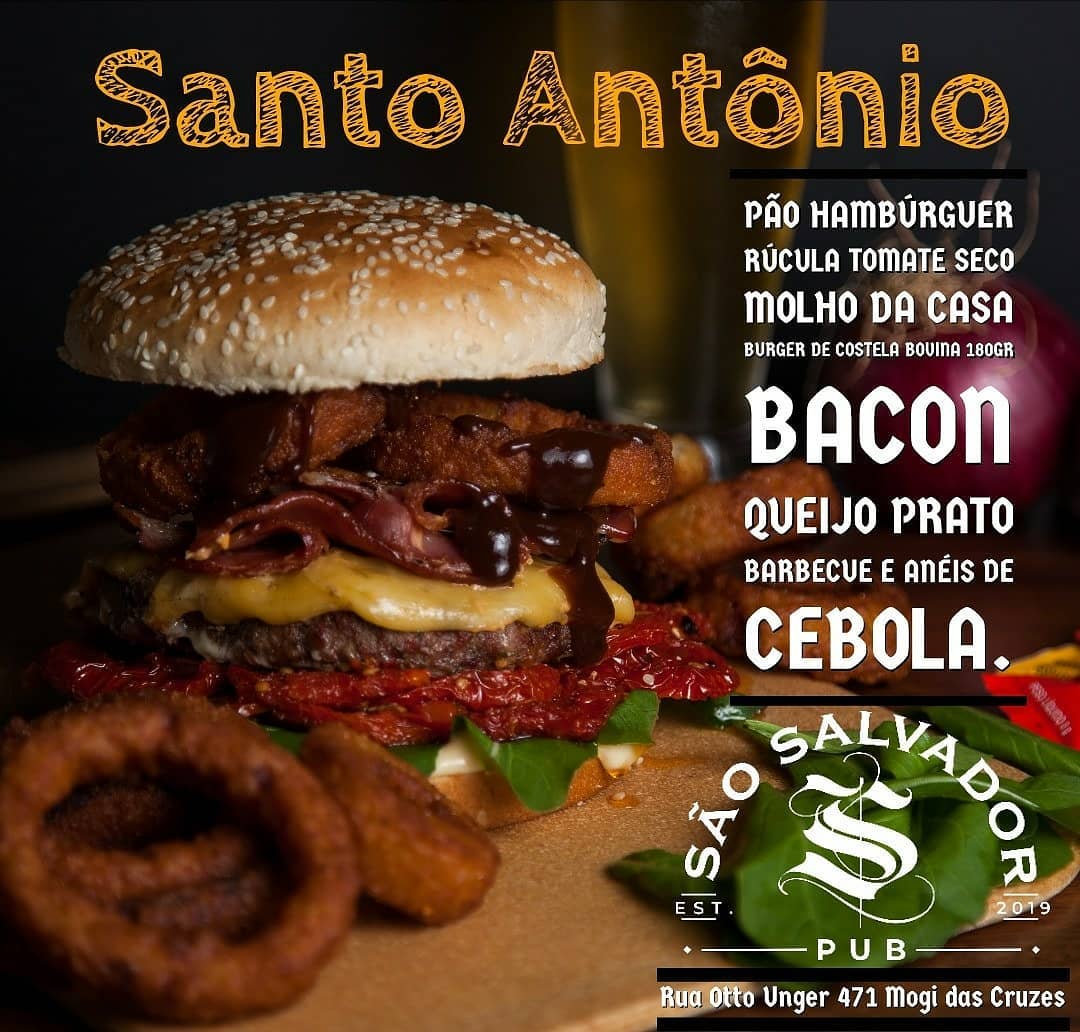 Santo Antônio
PÃO HAMBÚRGUER
RÚCULA TOMATE SECO
MOLHO DA CASA
BURGER DE COSTELA BOVINA 180GR
BACON
QUEIJO PRATO
BARBECUE E ANÉIS DE
CEBOLA.
SÃO SALVADOR
S
EST. 2019
PUB
Rua Otto Unger 471 Mogi das Cruzes